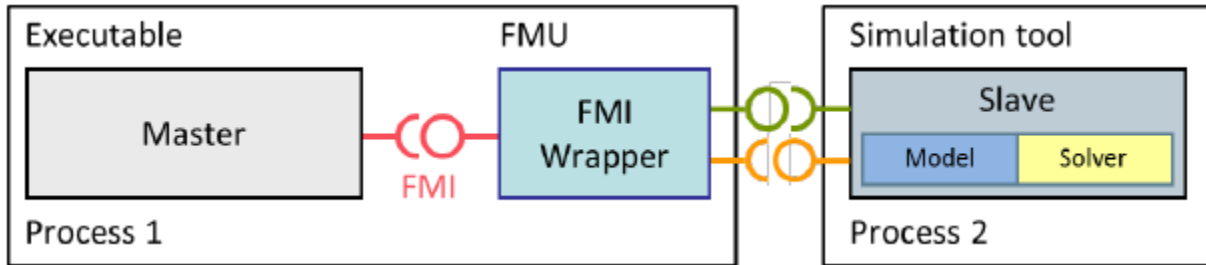 Executable
FMU
Simulation tool
Master
FMI
FMI
Wrapper
Slave
Model
Solver
Process 1
Process 2